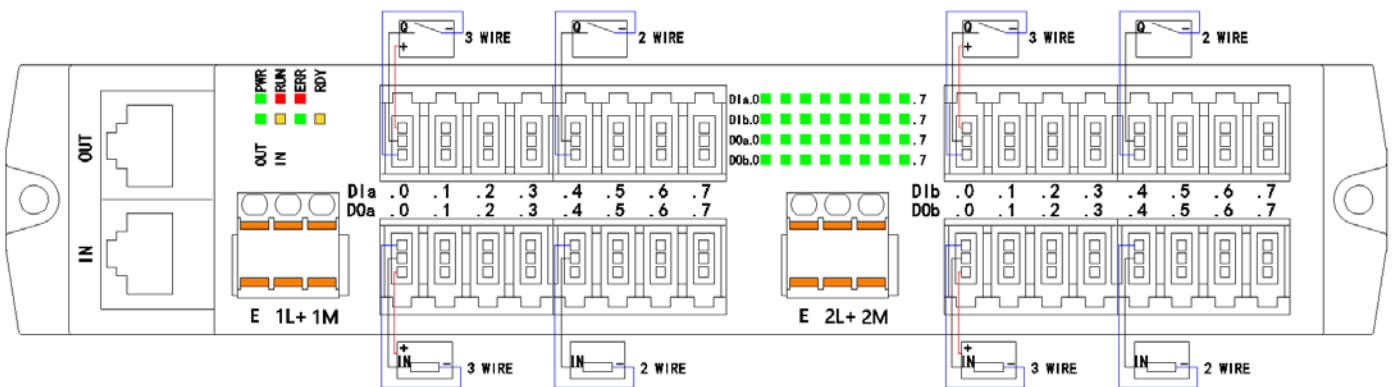 Q - 3 WIRE
+
Q - 2 WIRE
Q - 3 WIRE
+
Q - 2 WIRE
PWR RUN ERR RDY
OUT IN
OUT
IN
DIa.0 .7
DIb.0 .7
DOa.0 .7
DOb.0 .7
DIa .0 .1 .2 .3 .4 .5 .6 .7
DOa .0 .1 .2 .3 .4 .5 .6 .7
DIb .0 .1 .2 .3 .4 .5 .6 .7
DOb .0 .1 .2 .3 .4 .5 .6 .7
E 1L+ 1M
E 2L+ 2M
+
IN - 3 WIRE
IN - 2 WIRE
+
IN - 3 WIRE
IN - 2 WIRE